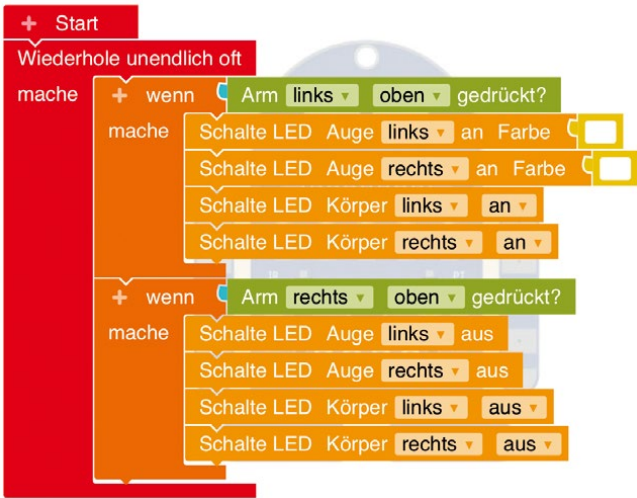 + Start
Wiederhole unendlich oft
mache + wenn Arm links oben gedrückt?
mache Schalte LED Auge links an Farbe
Schalte LED Auge rechts an Farbe
Schalte LED Körper links an
Schalte LED Körper rechts an
+ wenn Arm rechts oben gedrückt?
mache Schalte LED Auge links aus
Schalte LED Auge rechts aus
Schalte LED Körper links aus
Schalte LED Körper rechts aus